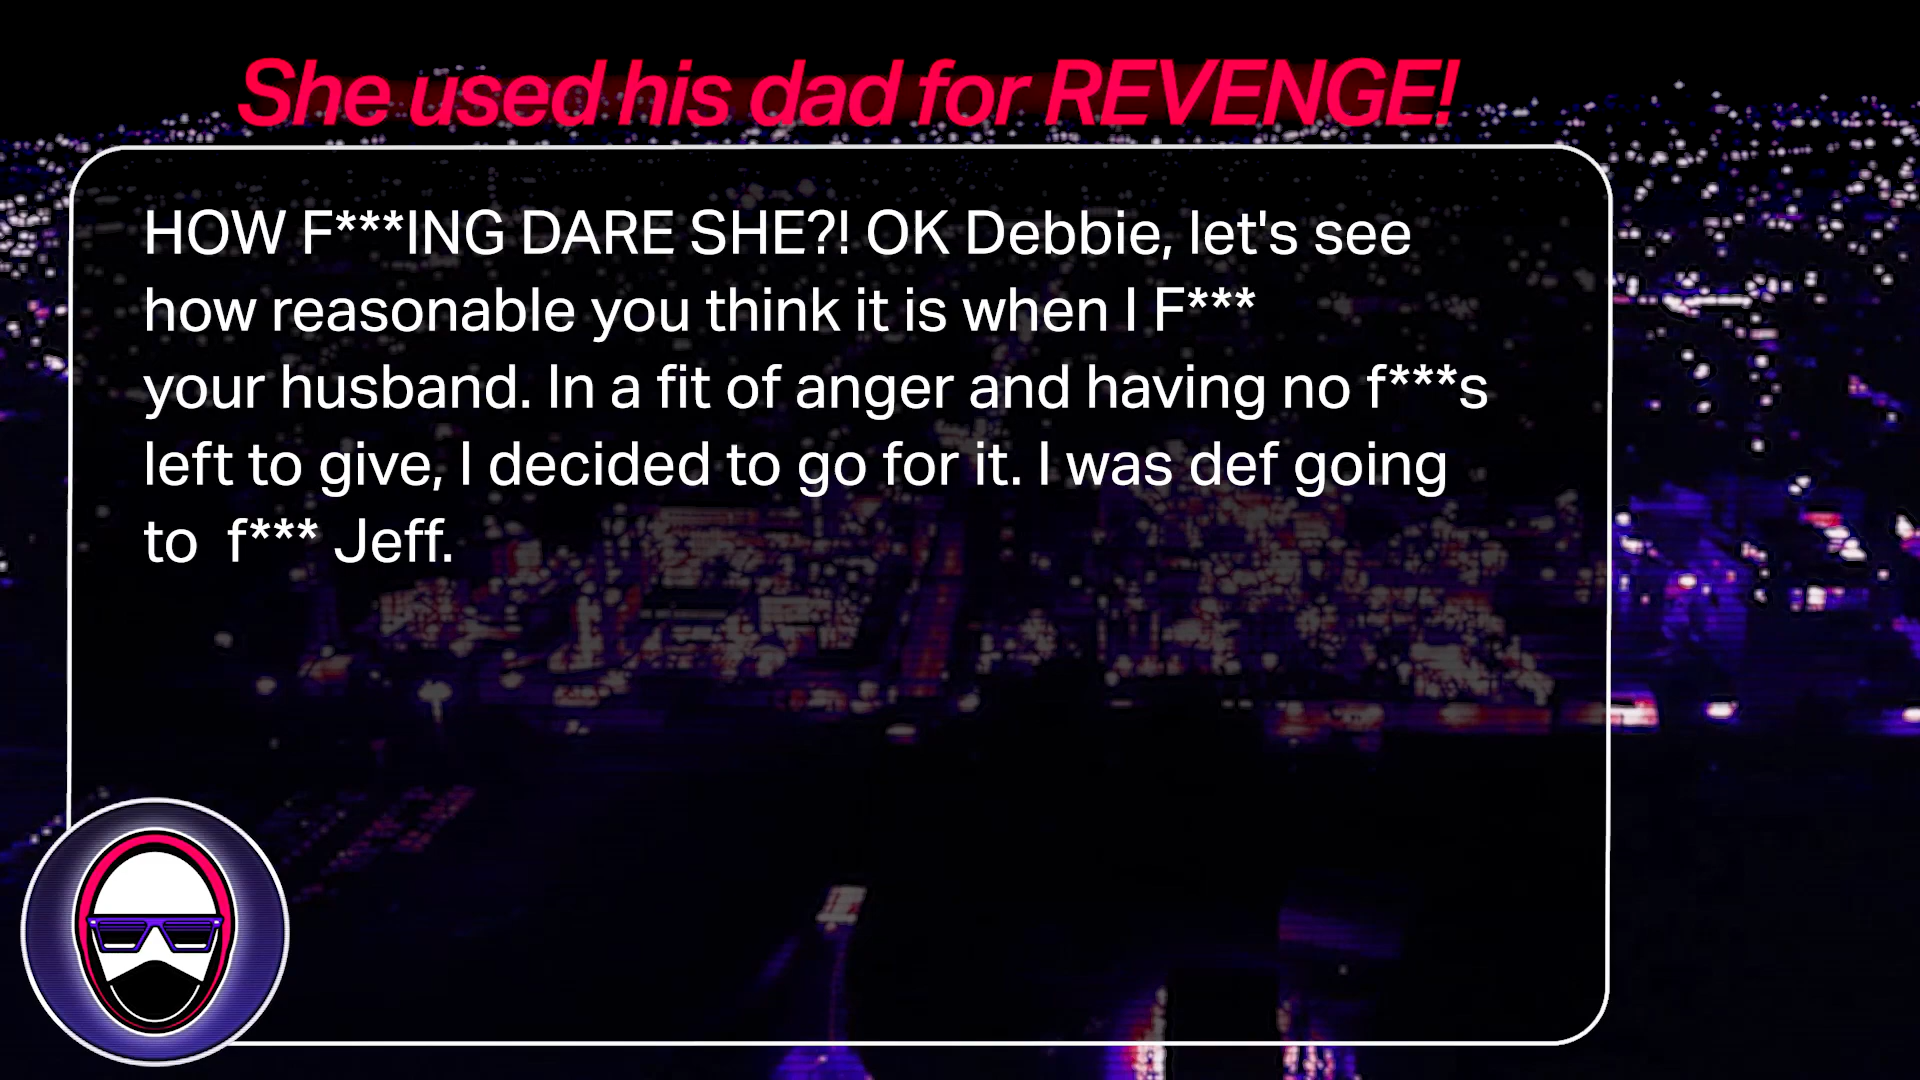 She used his dad for REVENGE!
HOW F***ING DARE SHE?! OK Debbie, let's see
how reasonable you think it is when I F***
your husband. In a fit of anger and having no f***s
left to give, I decided to go for it. I was def going
to  f*** Jeff.